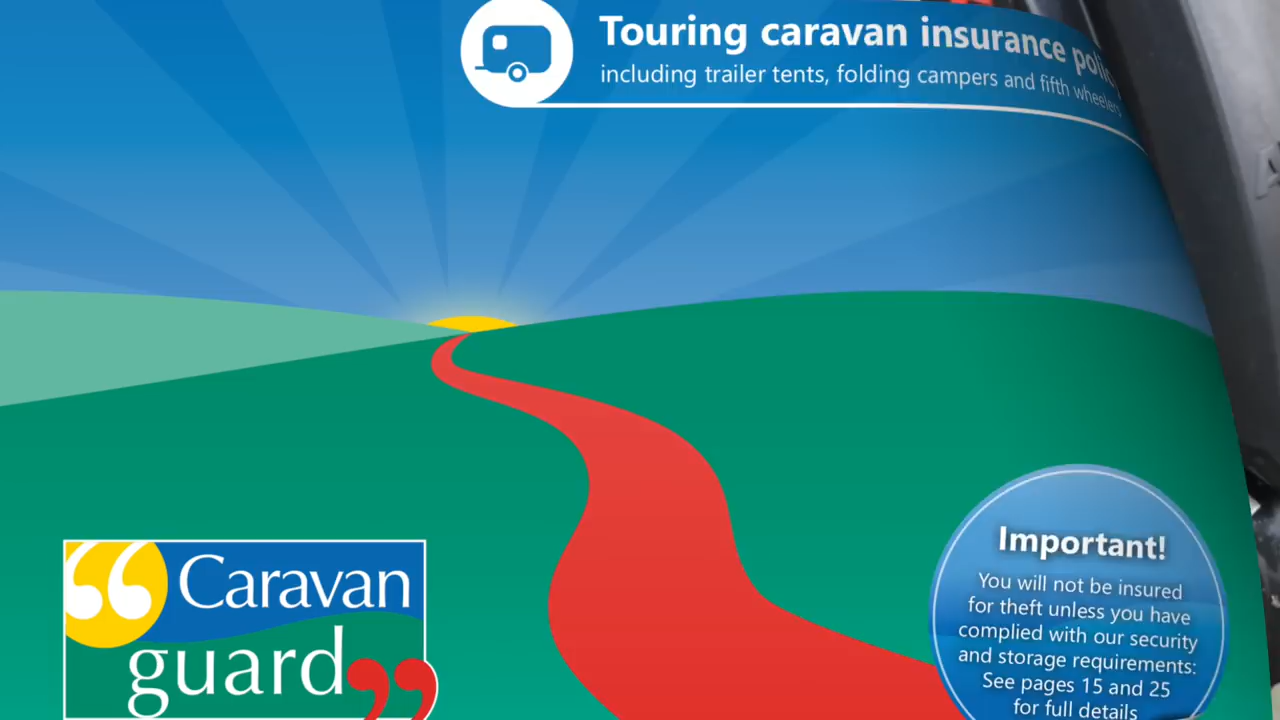 Touring caravan insurance policy
including trailer tents, folding campers and fifth wheelers
Important!
You will not be insured
for theft unless you have
complied with our security
and storage requirements:
See pages 15 and 25
for full details
“Caravan
guard”